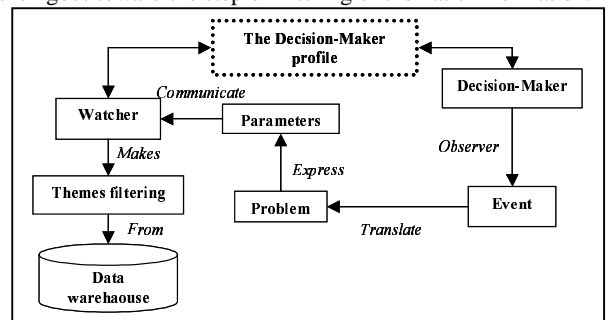 The Decision-Maker
profile
Communicate
Decision-Maker
Watcher
Parameters
Observer
Makes
Express
Themes filtering
Problem
Event
From
Translate
Data
warehaouse